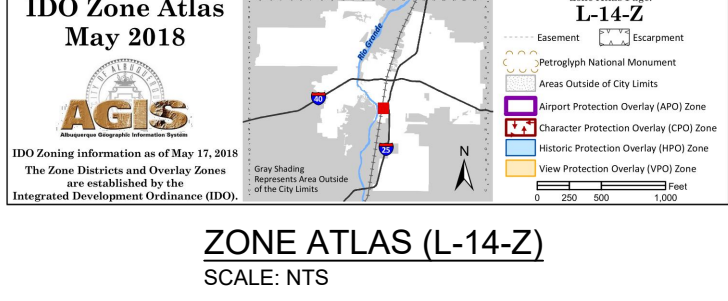 IDO Zone Atlas
May 2018
CITY OF ALBUQUERQUE
AGIS
Albuquerque Geographic Information System
IDO Zoning information as of May 17, 2018
The Zone Districts and Overlay Zones
are established by the
Integrated Development Ordinance (IDO).
Rio Grande
40
25
Gray Shading
Represents Area Outside
of the City Limits
N
L-14-Z
Easement
Escarpment
Petroglyph National Monument
Areas Outside of City Limits
Airport Protection Overlay (APO) Zone
Character Protection Overlay (CPO) Zone
Historic Protection Overlay (HPO) Zone
View Protection Overlay (VPO) Zone
Feet
0 250 500 1,000
ZONE ATLAS (L-14-Z)
SCALE: NTS